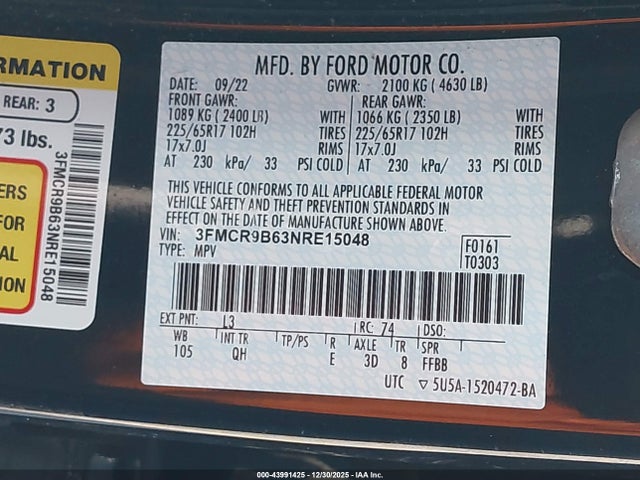 RMATION
REAR: 3
73 lbs.
ERS
FOR
AL
ION
3FMCR9B63NRE15048
MFD. BY FORD MOTOR CO.
DATE: 09/22 GVWR: 2100 KG ( 4630 LB)
FRONT GAWR: REAR GAWR:
1089 KG ( 2400 LB) WITH 1066 KG ( 2350 LB) WITH
225/65R17 102H TIRES 225/65R17 102H TIRES
17x7.0J RIMS 17x7.0J RIMS
AT 230 kPa/ 33 PSI COLD AT 230 kPa/ 33 PSI COLD
THIS VEHICLE CONFORMS TO ALL APPLICABLE FEDERAL MOTOR
VEHICLE SAFETY AND THEFT PREVENTION STANDARDS IN
EFFECT ON THE DATE OF MANUFACTURE SHOWN ABOVE.
VIN: 3FMCR9B63NRE15048 F0161
TYPE: MPV T0303
EXT PNT: L3 RC: 74 DSO:
WB INT TR TP/PS R AXLE TR SPR
105 QH E 3D 8 FFBB
UTC ▽5U5A-1520472-BA
000-43991425 - 12/30/2025 - IAA Inc.